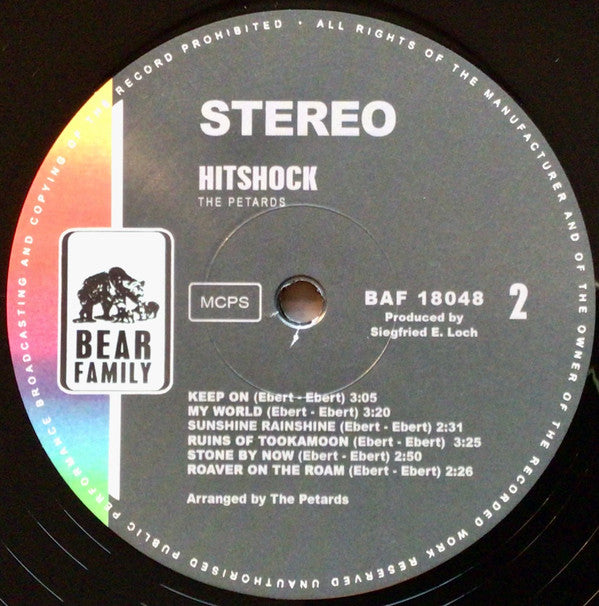 ALL RIGHTS OF THE MANUFACTURER AND OF THE OWNER OF THE RECORDED WORK RESERVED UNAUTHORISED PUBLIC PERFORMANCE BROADCASTING AND COPYING OF THE RECORD PROHIBITED •
STEREO
HITSHOCK
THE PETARDS
BEAR
FAMILY
MCPS
BAF 18048 2
Produced by
Siegfried E. Loch
KEEP ON (Ebert - Ebert) 3:05
MY WORLD (Ebert - Ebert) 3:20
SUNSHINE RAINSHINE (Ebert - Ebert) 2:31
RUINS OF TOOKAMOON (Ebert - Ebert) 3:25
STONE BY NOW (Ebert - Ebert) 2:50
ROAVER ON THE ROAM (Ebert - Ebert) 2:26
Arranged by The Petards